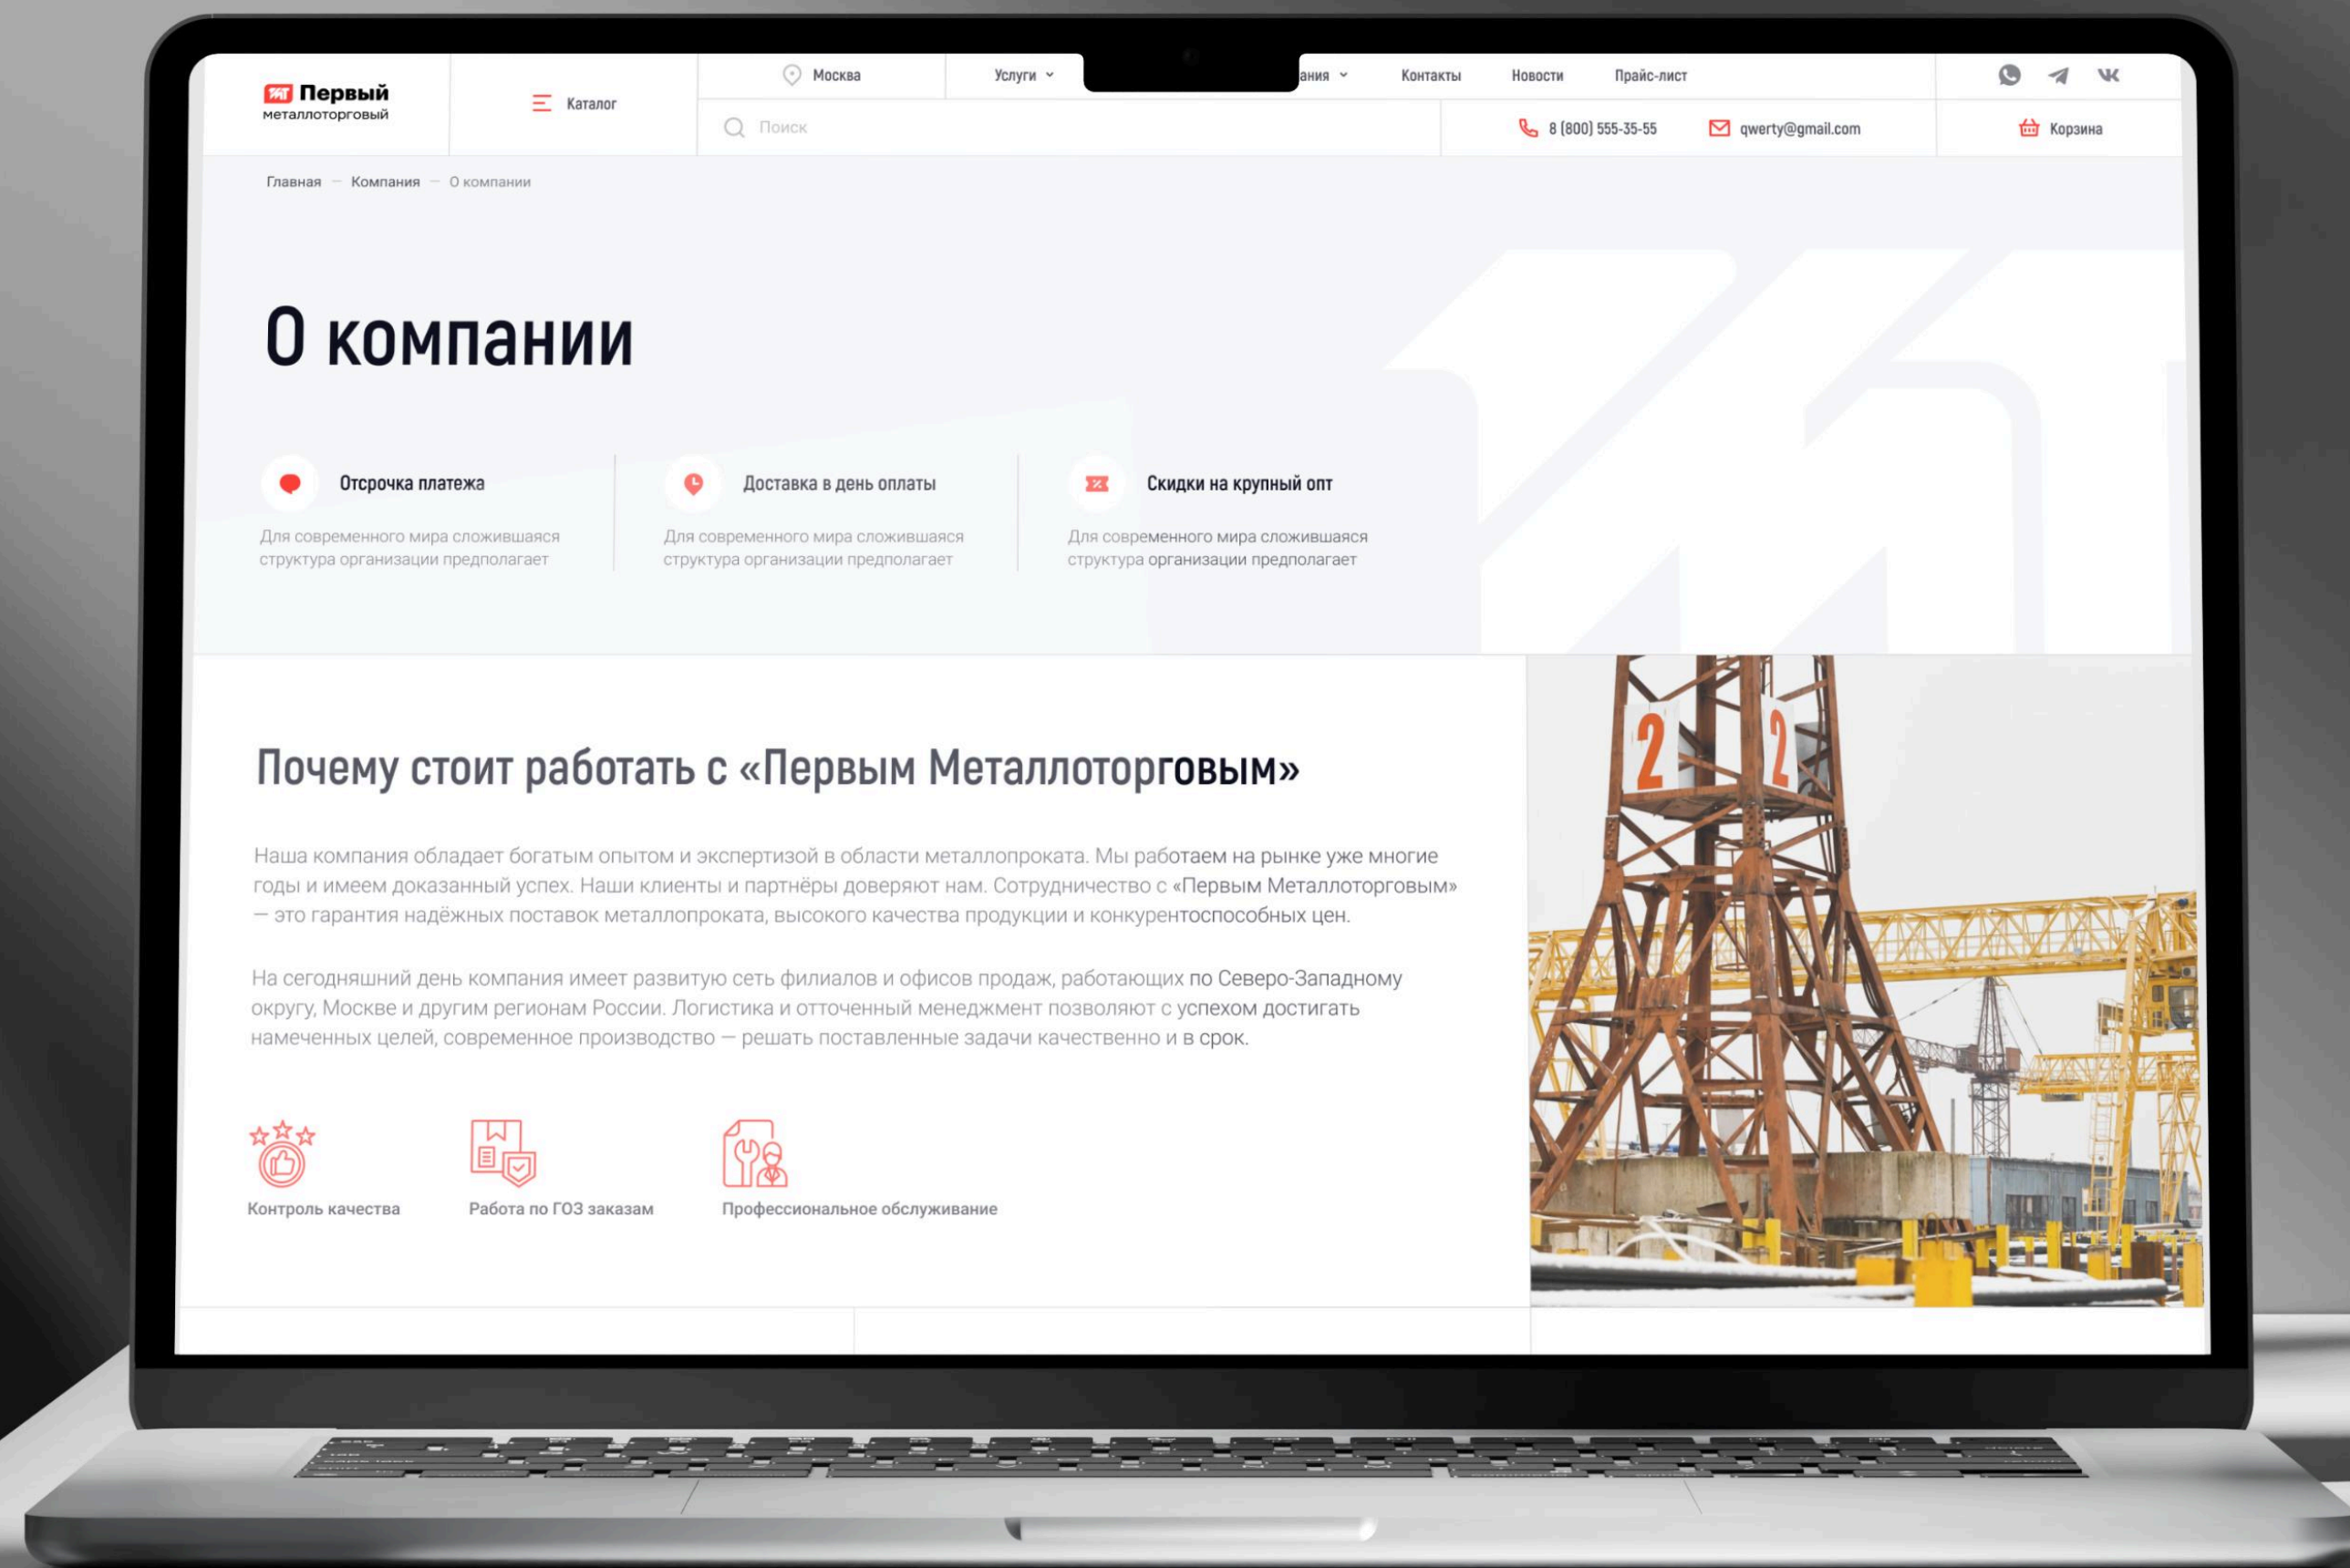 Первый
металлоторговый
Каталог
Москва
Услуги
ания
Контакты
Новости
Прайс-лист
Поиск
8 (800) 555-35-55
qwerty@gmail.com
Корзина
Главная — Компания — О компании
О компании
Отсрочка платежа
Для современного мира сложившаяся
структура организации предполагает
Доставка в день оплаты
Для современного мира сложившаяся
структура организации предполагает
Скидки на крупный опт
Для современного мира сложившаяся
структура организации предполагает
Почему стоит работать с «Первым Металлоторговым»
Наша компания обладает богатым опытом и экспертизой в области металлопроката. Мы работаем на рынке уже многие
годы и имеем доказанный успех. Наши клиенты и партнёры доверяют нам. Сотрудничество с «Первым Металлоторговым»
— это гарантия надёжных поставок металлопроката, высокого качества продукции и конкурентоспособных цен.
На сегодняшний день компания имеет развитую сеть филиалов и офисов продаж, работающих по Северо-Западному
округу, Москве и другим регионам России. Логистика и отточенный менеджмент позволяют с успехом достигать
намеченных целей, современное производство — решать поставленные задачи качественно и в срок.
Контроль качества
Работа по ГОЗ заказам
Профессиональное обслуживание
2 2